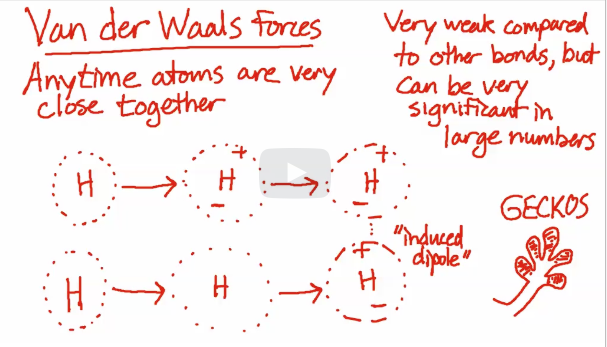 Van der Waals Forces
Anytime atoms are very
close together
Very weak compared
to other bonds, but
can be very
significant in
large numbers
H
+
H
−
+
H
−
H
H
+
H
−
"induced
dipole"
GECKOS